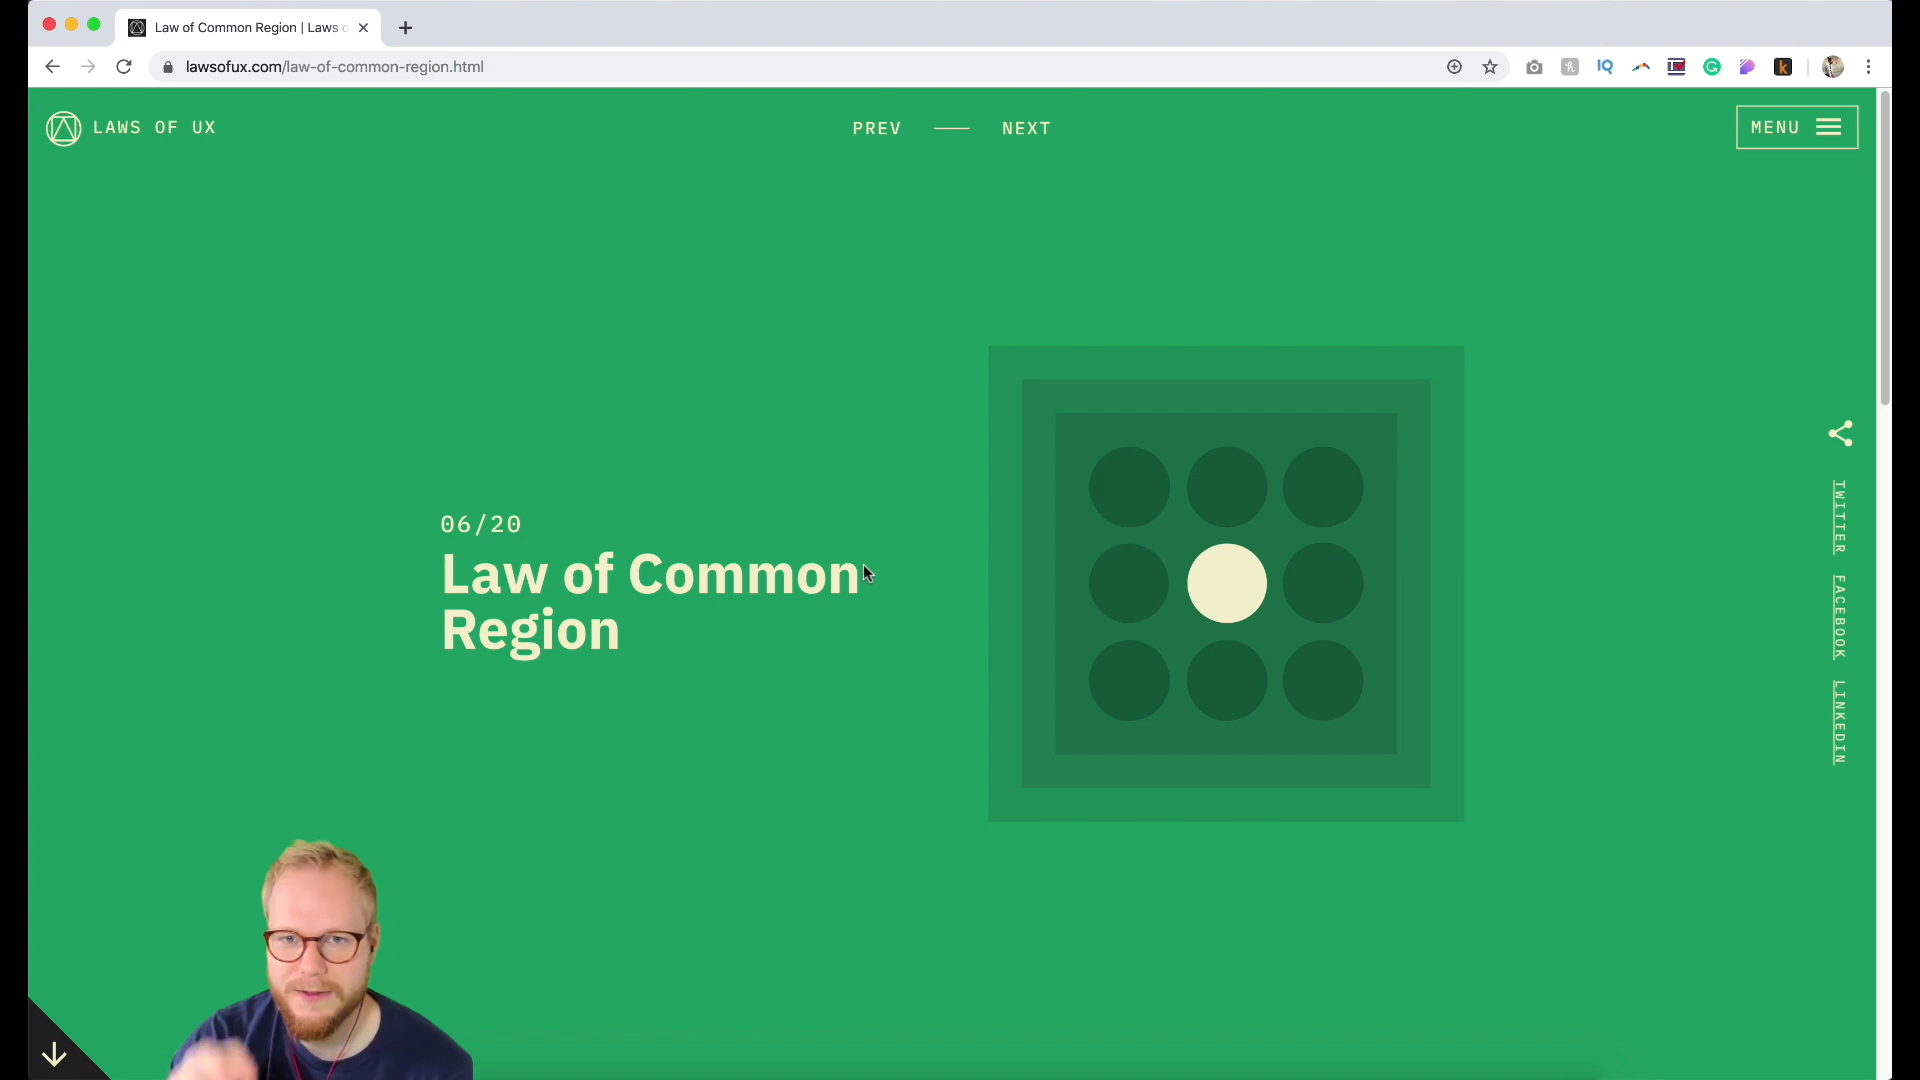 Law of Common Region | Laws o
lawsofux.com/law-of-common-region.html
IQ
k
LAWS OF UX
PREV
NEXT
MENU
06/20
Law of Common
Region
TWITTER
FACEBOOK
LINKEDIN